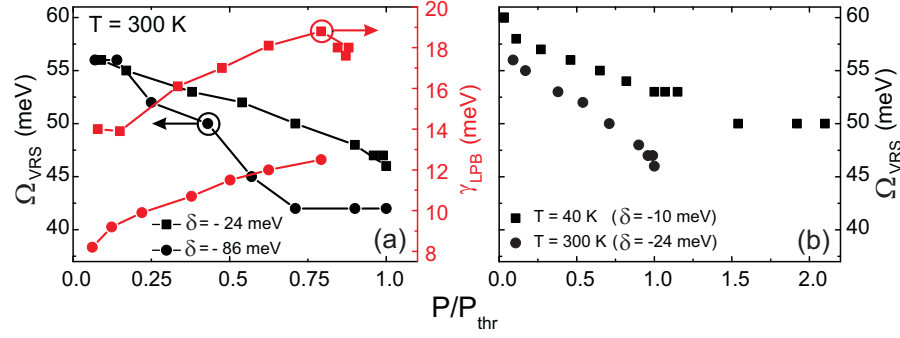 T = 300 K
60
55
50
45
40
Ω_VRS (meV)
20
18
16
14
12
10
8
γ_LPB (meV)
δ = - 24 meV
δ = - 86 meV
(a)
0.0 0.25 0.50 0.75 1.0
60
55
50
45
40
Ω_VRS (meV)
T = 40 K (δ = -10 meV)
T = 300 K (δ = -24 meV)
(b)
0.0 0.5 1.0 1.5 2.0
P/P_thr